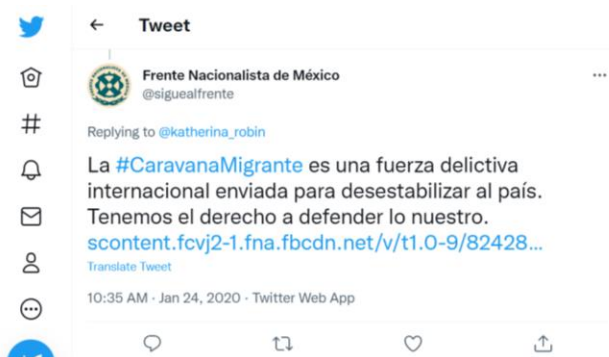 Tweet
Frente Nacionalista de México
@siguealfrente
Replying to @katherina_robin
La #CaravanaMigrante es una fuerza delictiva
internacional enviada para desestabilizar al país.
Tenemos el derecho a defender lo nuestro.
scontent.fcvj2-1.fna.fbcdn.net/v/t1.0-9/82428...
Translate Tweet
10:35 AM · Jan 24, 2020 · Twitter Web App